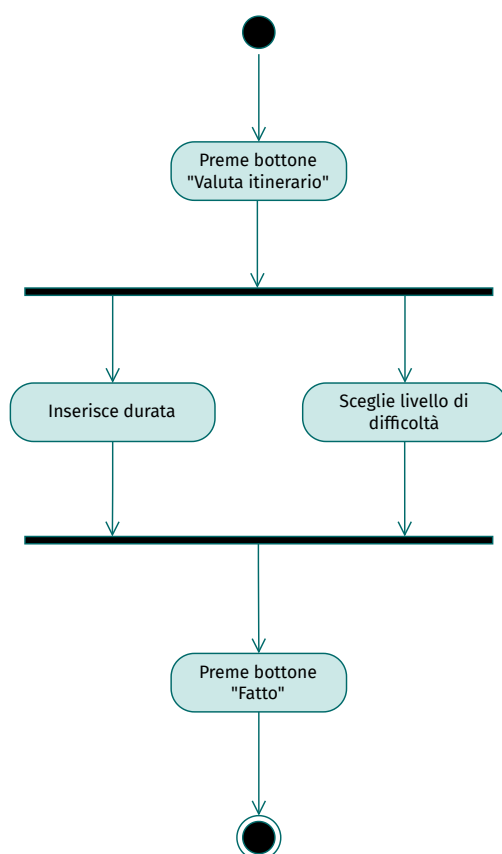 Preme bottone
"Valuta itinerario"
Inserisce durata
Sceglie livello di
difficoltà
Preme bottone
"Fatto"